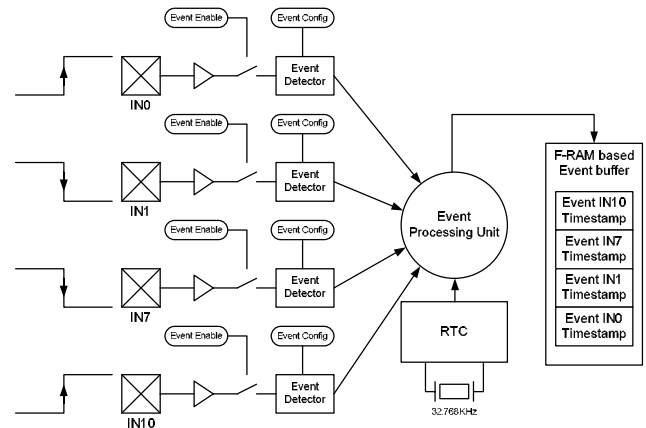 Event Enable
Event Config
Event
Detector
IN0
Event Enable
Event Config
Event
Detector
IN1
Event Enable
Event Config
Event
Detector
IN7
Event Enable
Event Config
Event
Detector
IN10
Event
Processing Unit
RTC
32.768KHz
F-RAM based
Event buffer
Event IN10
Timestamp
Event IN7
Timestamp
Event IN1
Timestamp
Event IN0
Timestamp